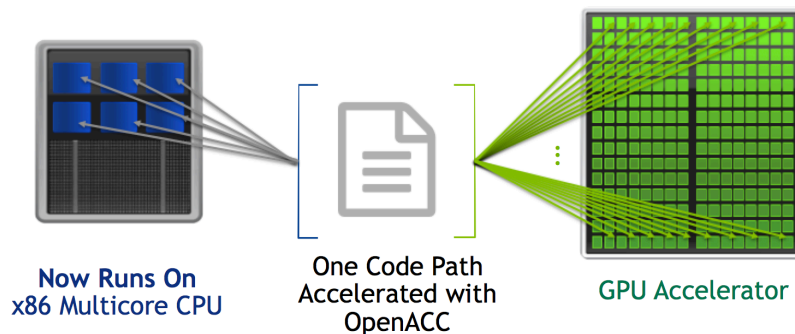 Now Runs On
x86 Multicore CPU
One Code Path
Accelerated with
OpenACC
GPU Accelerator